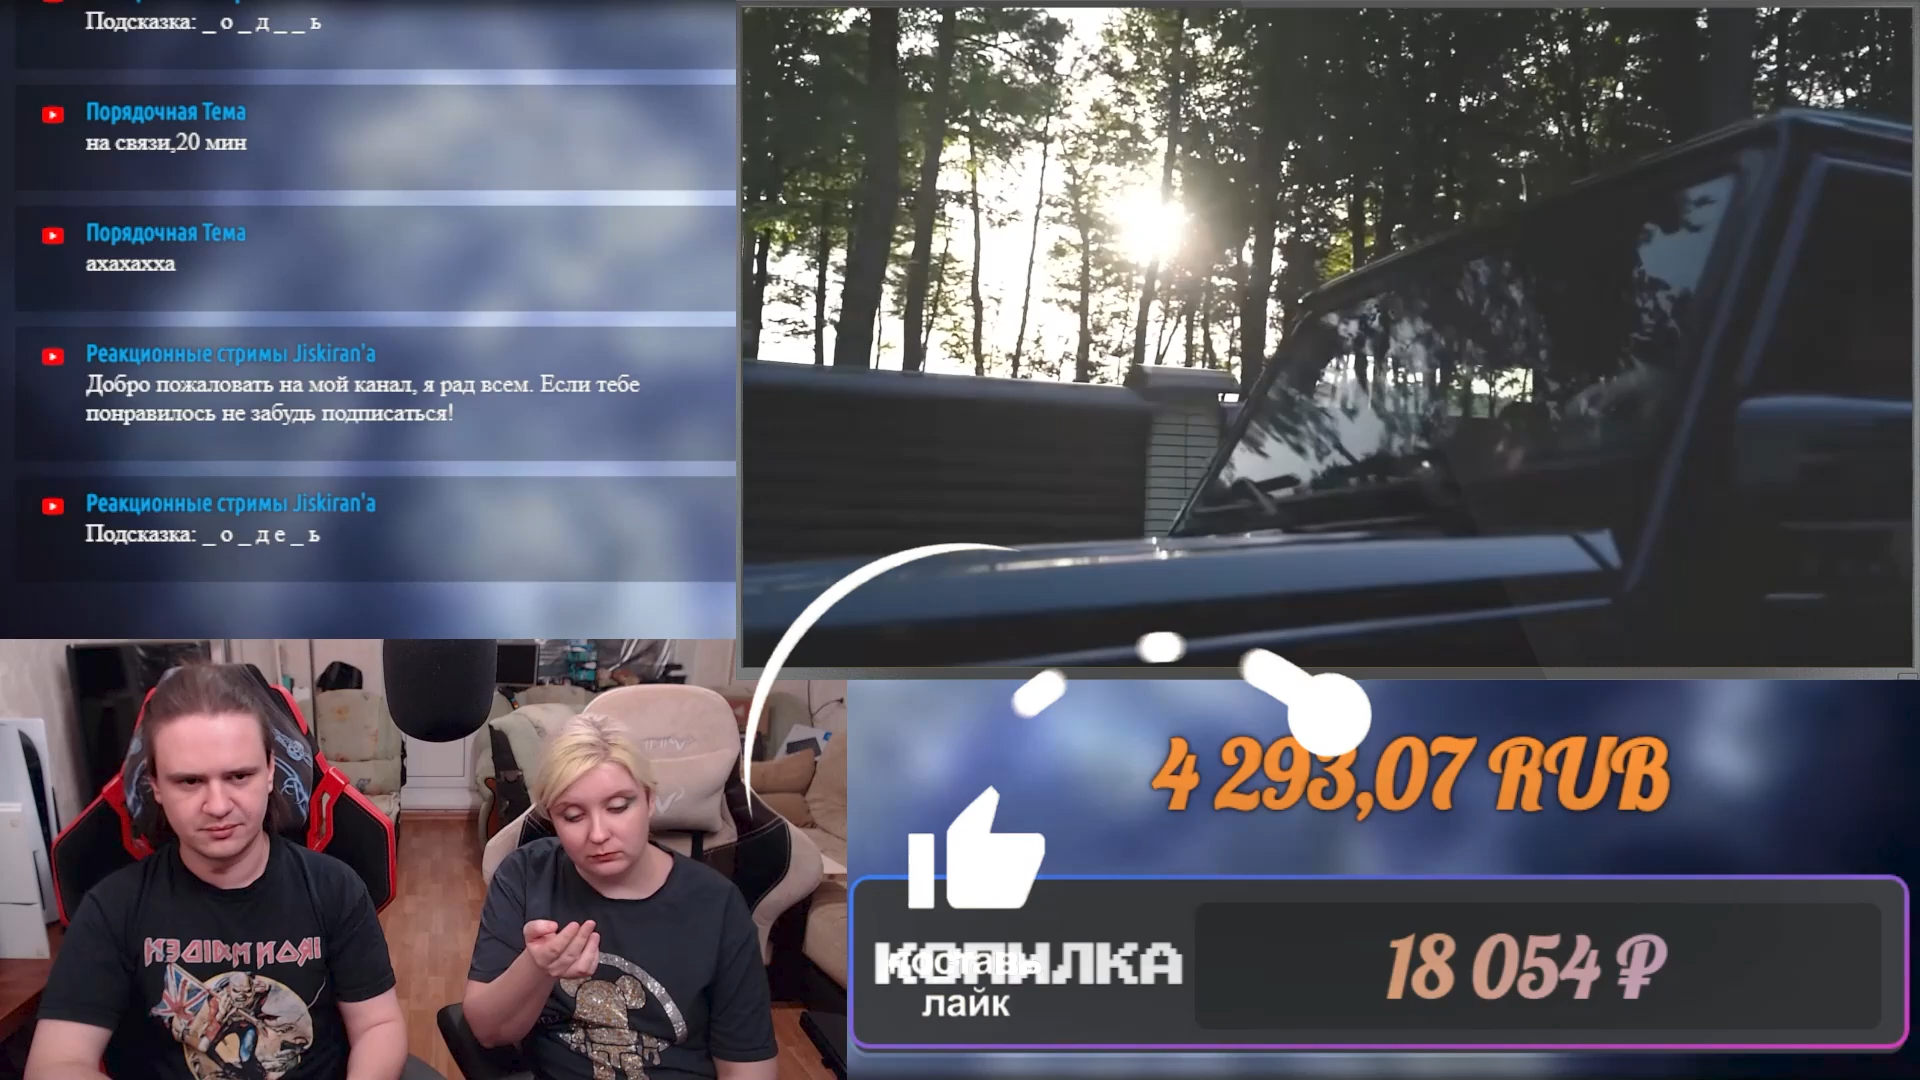 Подсказка: _ о _ д _ _ ь
Порядочная Тема
на связи,20 мин
Порядочная Тема
ахахахха
Реакционные стримы Jiskiran'a
Добро пожаловать на мой канал, я рад всем. Если тебе
понравилось не забудь подписаться!
Реакционные стримы Jiskiran'a
Подсказка: _ о _ д е _ ь
4 293,07 RUB
КОПИЛКА
18 054 ₽
лайк